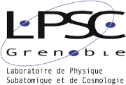 LPSC
Grenoble
Laboratoire de Physique
Subatomique et de Cosmologie